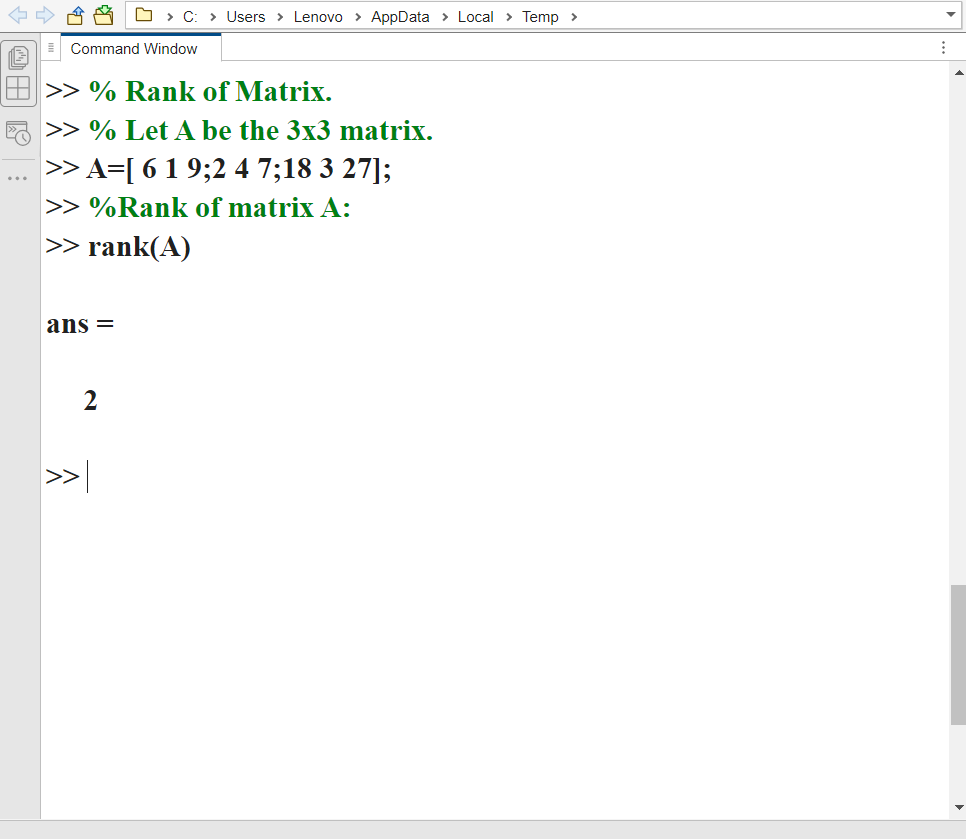 C: Users Lenovo AppData Local Temp
Command Window
>> % Rank of Matrix.
>> % Let A be the 3x3 matrix.
>> A=[ 6 1 9;2 4 7;18 3 27];
>> %Rank of matrix A:
>> rank(A)
ans =
2
>>